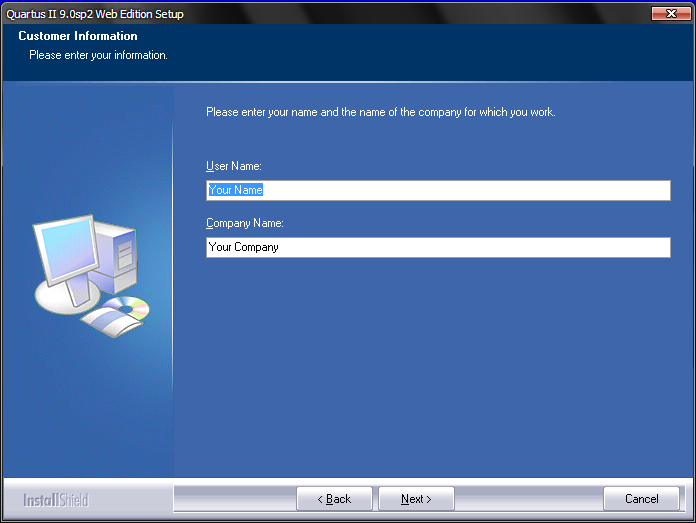 Quartus II 9.0sp2 Web Edition Setup
Customer Information
Please enter your information.
Please enter your name and the name of the company for which you work.
User Name:
Your Name
Company Name:
Your Company
InstallShield
< Back
Next >
Cancel